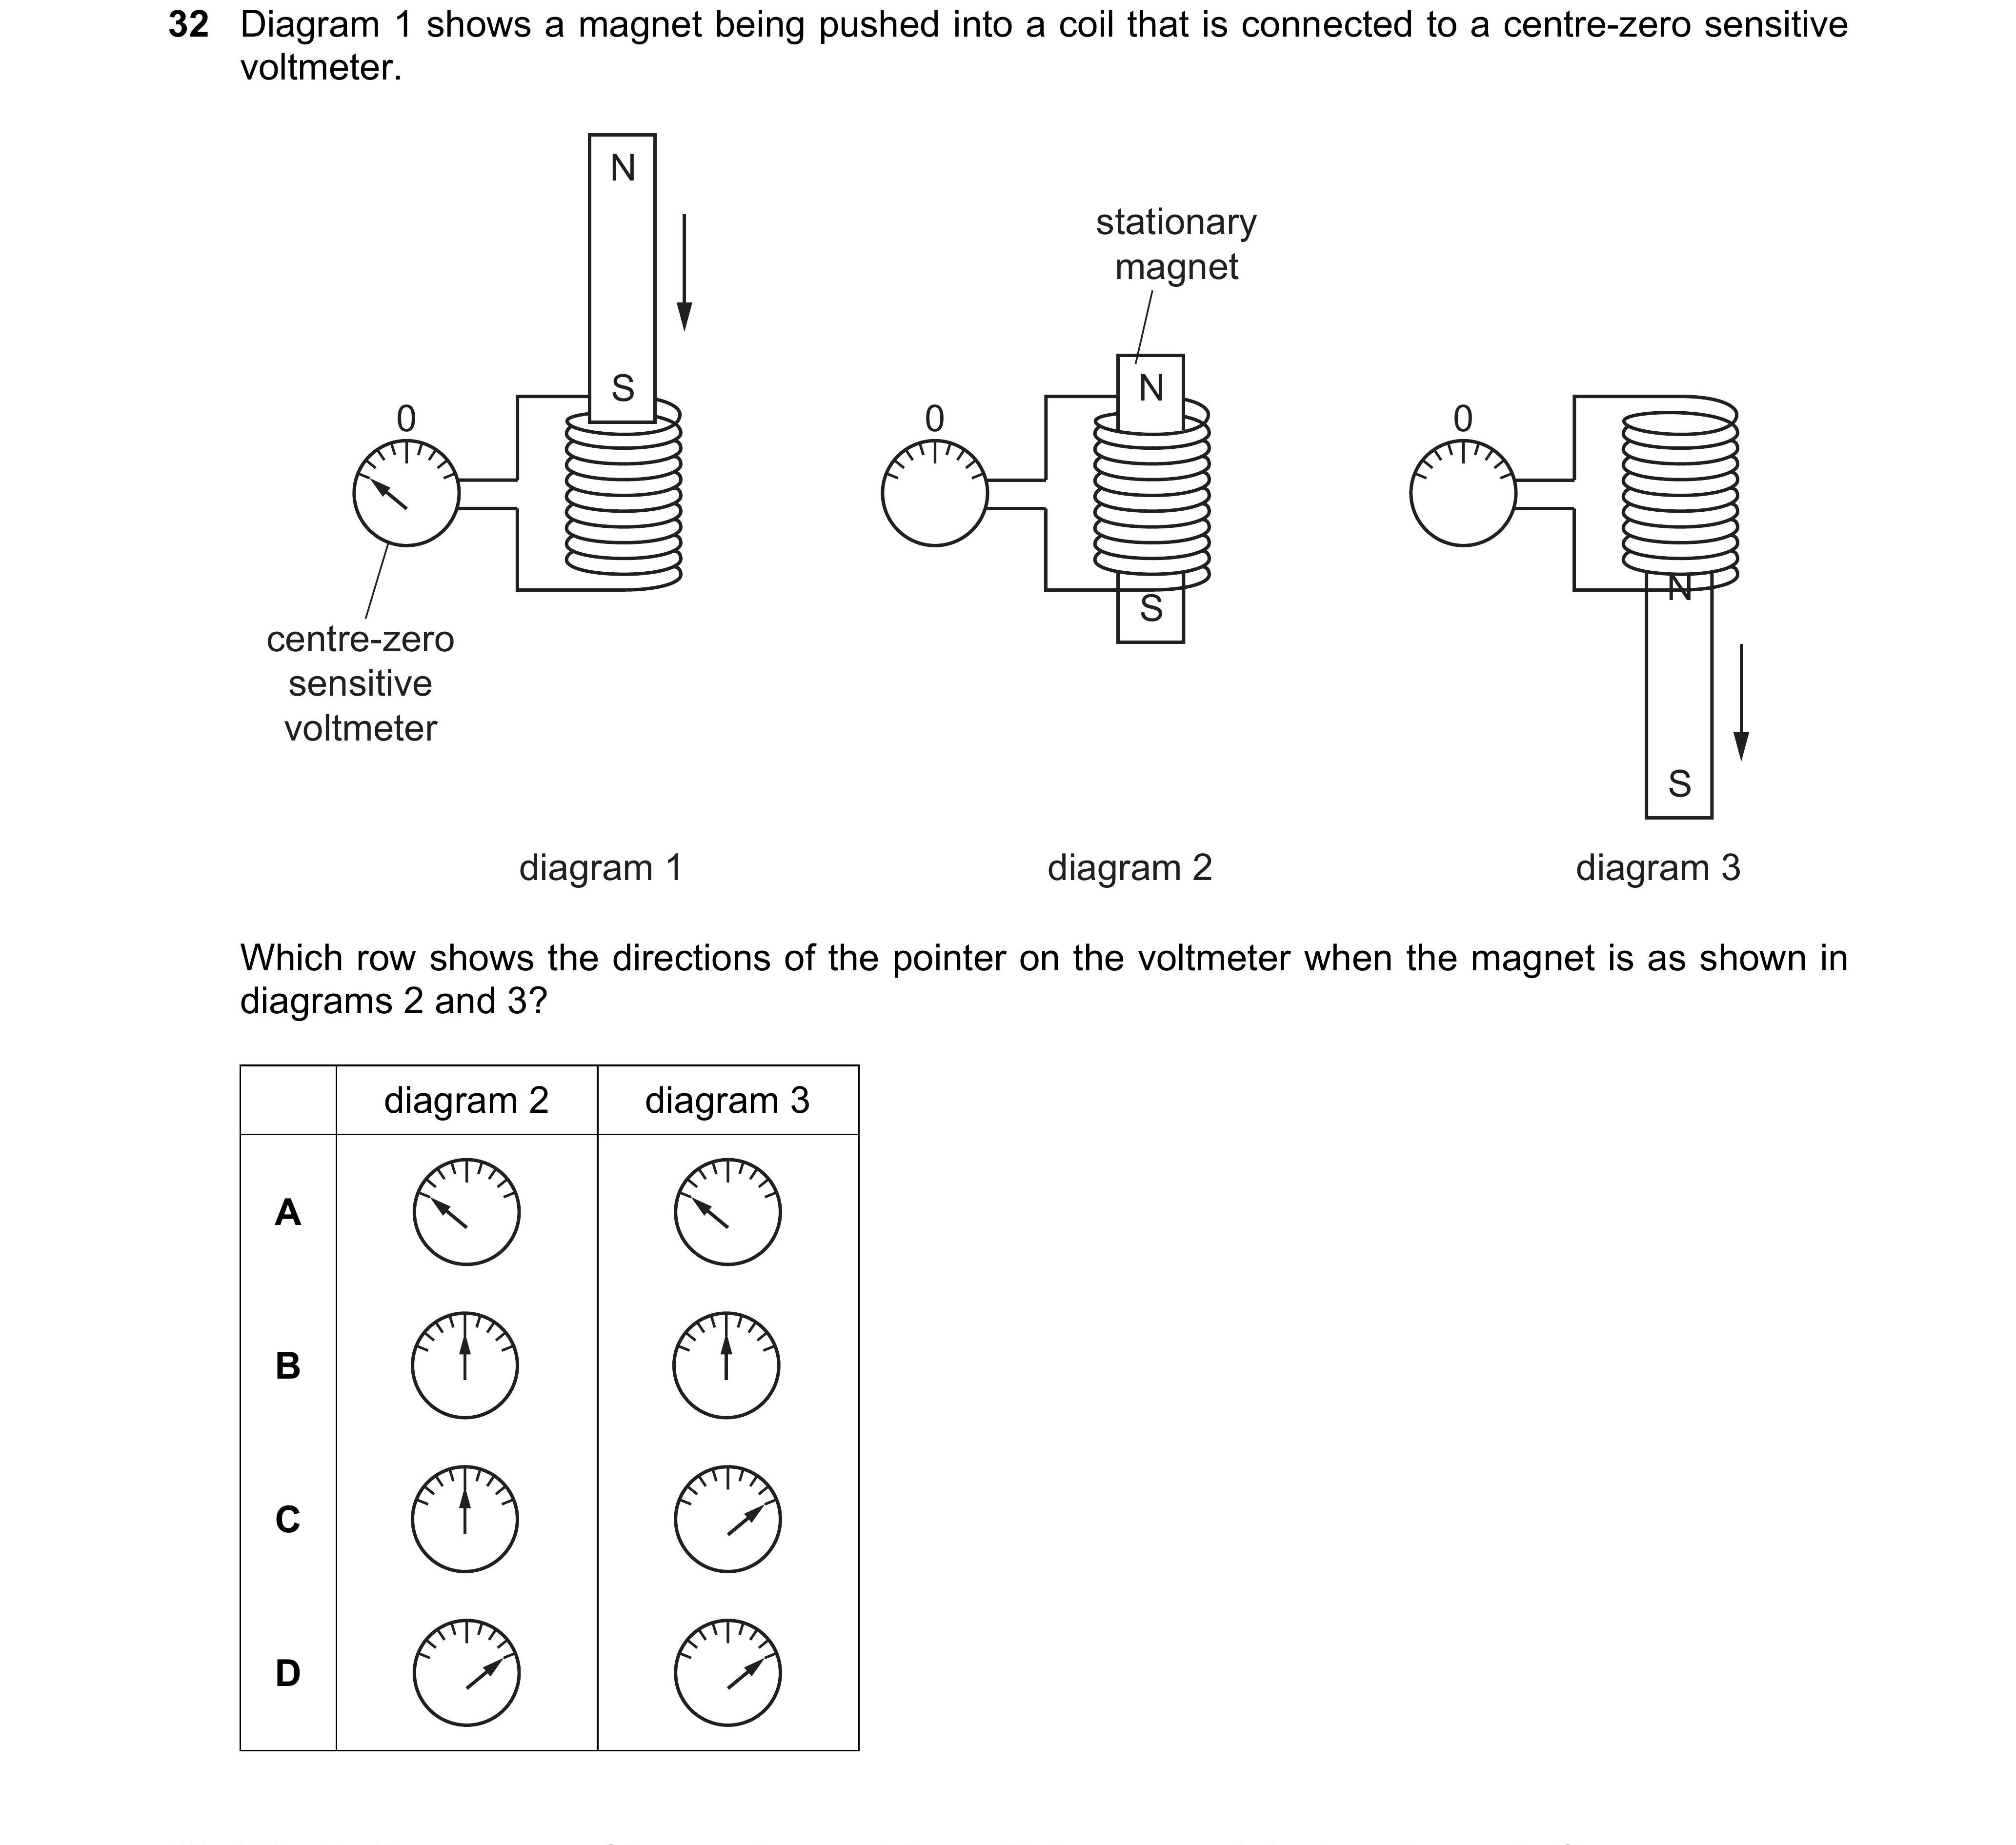 32 Diagram 1 shows a magnet being pushed into a coil that is connected to a centre-zero sensitive
voltmeter.
N
S
0
centre-zero
sensitive
voltmeter
diagram 1
stationary
magnet
N
0
S
diagram 2
0
N
S
diagram 3
Which row shows the directions of the pointer on the voltmeter when the magnet is as shown in
diagrams 2 and 3?
diagram 2 diagram 3
A
B
C
D